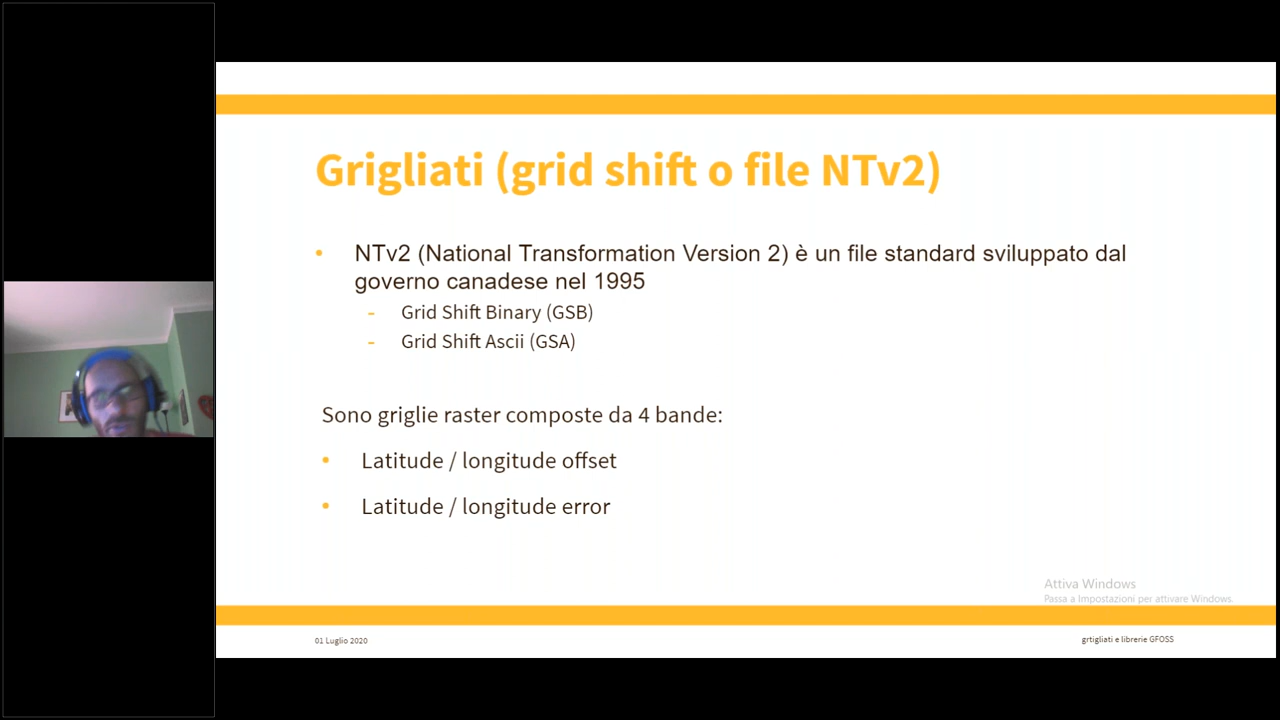 Grigliati (grid shift o file NTv2)
• NTv2 (National Transformation Version 2) è un file standard sviluppato dal
governo canadese nel 1995
- Grid Shift Binary (GSB)
- Grid Shift Ascii (GSA)
Sono griglie raster composte da 4 bande:
• Latitude / longitude offset
• Latitude / longitude error
Attiva Windows
Passa a Impostazioni per attivare Windows.
01 Luglio 2020
grtigliati e librerie GFOSS